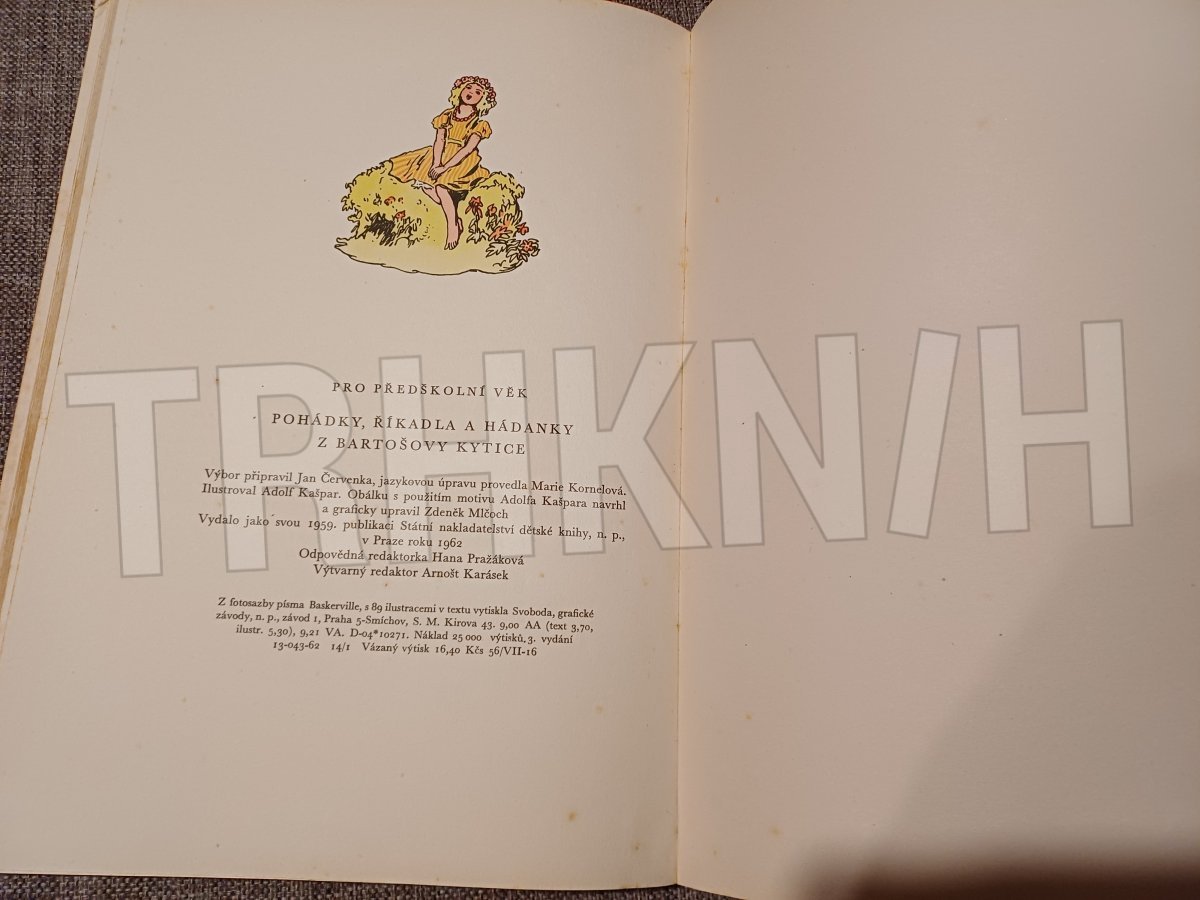 PRO PŘEDŠKOLNÍ VĚK
POHÁDKY, ŘÍKADLA A HÁDANKY
Z BARTOŠOVY KYTICE
Výbor připravil Jan Červenka, jazykovou úpravu provedla Marie Kornelová.
Ilustroval Adolf Kašpar. Obálku s použitím motivu Adolfa Kašpara navrhl
a graficky upravil Zdeněk Mlčoch
Vydalo jako svou 1959. publikaci Státní nakladatelství dětské knihy, n. p.,
v Praze roku 1962
Odpovědná redaktorka Hana Pražáková
Výtvarný redaktor Arnošt Karásek
Z fotosazby písma Baskerville, s 89 ilustracemi v textu vytiskla Svoboda, grafické
závody, n. p., závod 1, Praha 5-Smíchov, S. M. Kirova 43. 9,00 AA (text 3,70,
ilustr. 5,30), 9,21 VA. D-04*10271. Náklad 25 000 výtisků. 3. vydání
13-043-62 14/1 Vázaný výtisk 16,40 Kčs 56/VII-16
TRHKN/H